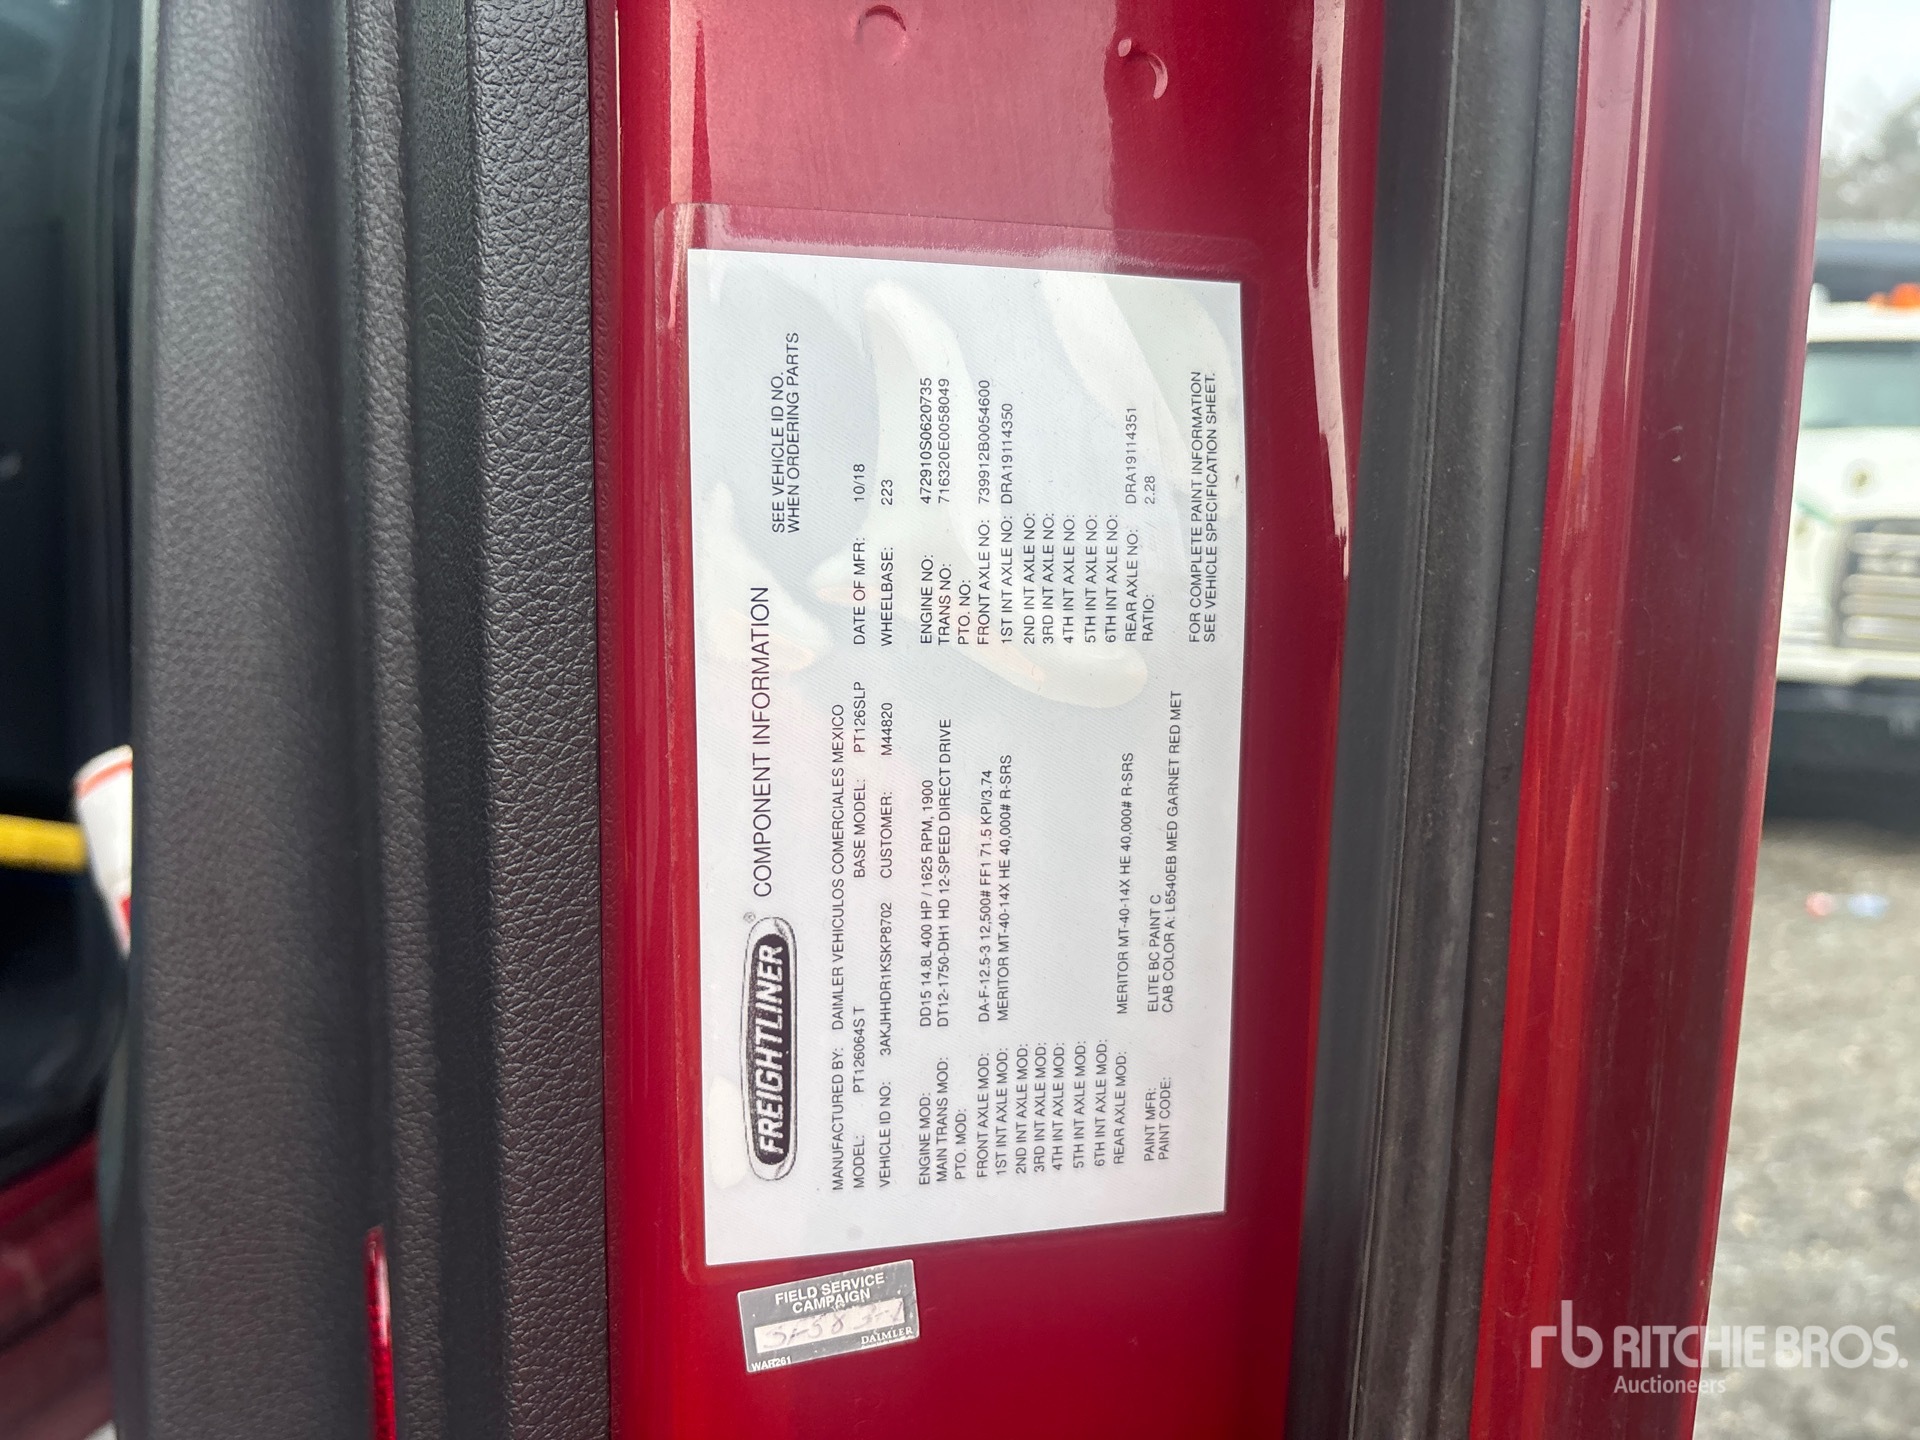 FREIGHTLINER® COMPONENT INFORMATION
SEE VEHICLE ID NO.
WHEN ORDERING PARTS
MANUFACTURED BY: DAIMLER VEHICULOS COMERCIALES MEXICO
MODEL: PT126064S T BASE MODEL: PT126SLP DATE OF MFR: 10/18
VEHICLE ID NO: 3AKJHHDR1KSKP8702 CUSTOMER: M44820 WHEELBASE: 223
ENGINE MOD: DD15 14.8L 400 HP / 1625 RPM, 1900 ENGINE NO: 472910S0620735
MAIN TRANS MOD: DT12-1750-DH1 HD 12-SPEED DIRECT DRIVE TRANS NO: 716320E0058049
PTO. MOD: PTO. NO:
FRONT AXLE MOD: DA-F-12.5-3 12,500# FF1 71.5 KPI/3.74 FRONT AXLE NO: 739912B0054600
1ST INT AXLE MOD: MERITOR MT-40-14X HE 40,000# R-SRS 1ST INT AXLE NO: DRA19114350
2ND INT AXLE MOD: 2ND INT AXLE NO:
3RD INT AXLE MOD: 3RD INT AXLE NO:
4TH INT AXLE MOD: 4TH INT AXLE NO:
5TH INT AXLE MOD: 5TH INT AXLE NO:
6TH INT AXLE MOD: 6TH INT AXLE NO:
REAR AXLE MOD: MERITOR MT-40-14X HE 40,000# R-SRS REAR AXLE NO: DRA19114351
RATIO: 2.28
PAINT MFR: ELITE BC PAINT C
PAINT CODE: CAB COLOR A: L6540EB MED GARNET RED MET
FOR COMPLETE PAINT INFORMATION
SEE VEHICLE SPECIFICATION SHEET.
FIELD SERVICE
CAMPAIGN
DAIMLER
WAR261
rb RITCHIE BROS.
Auctioneers